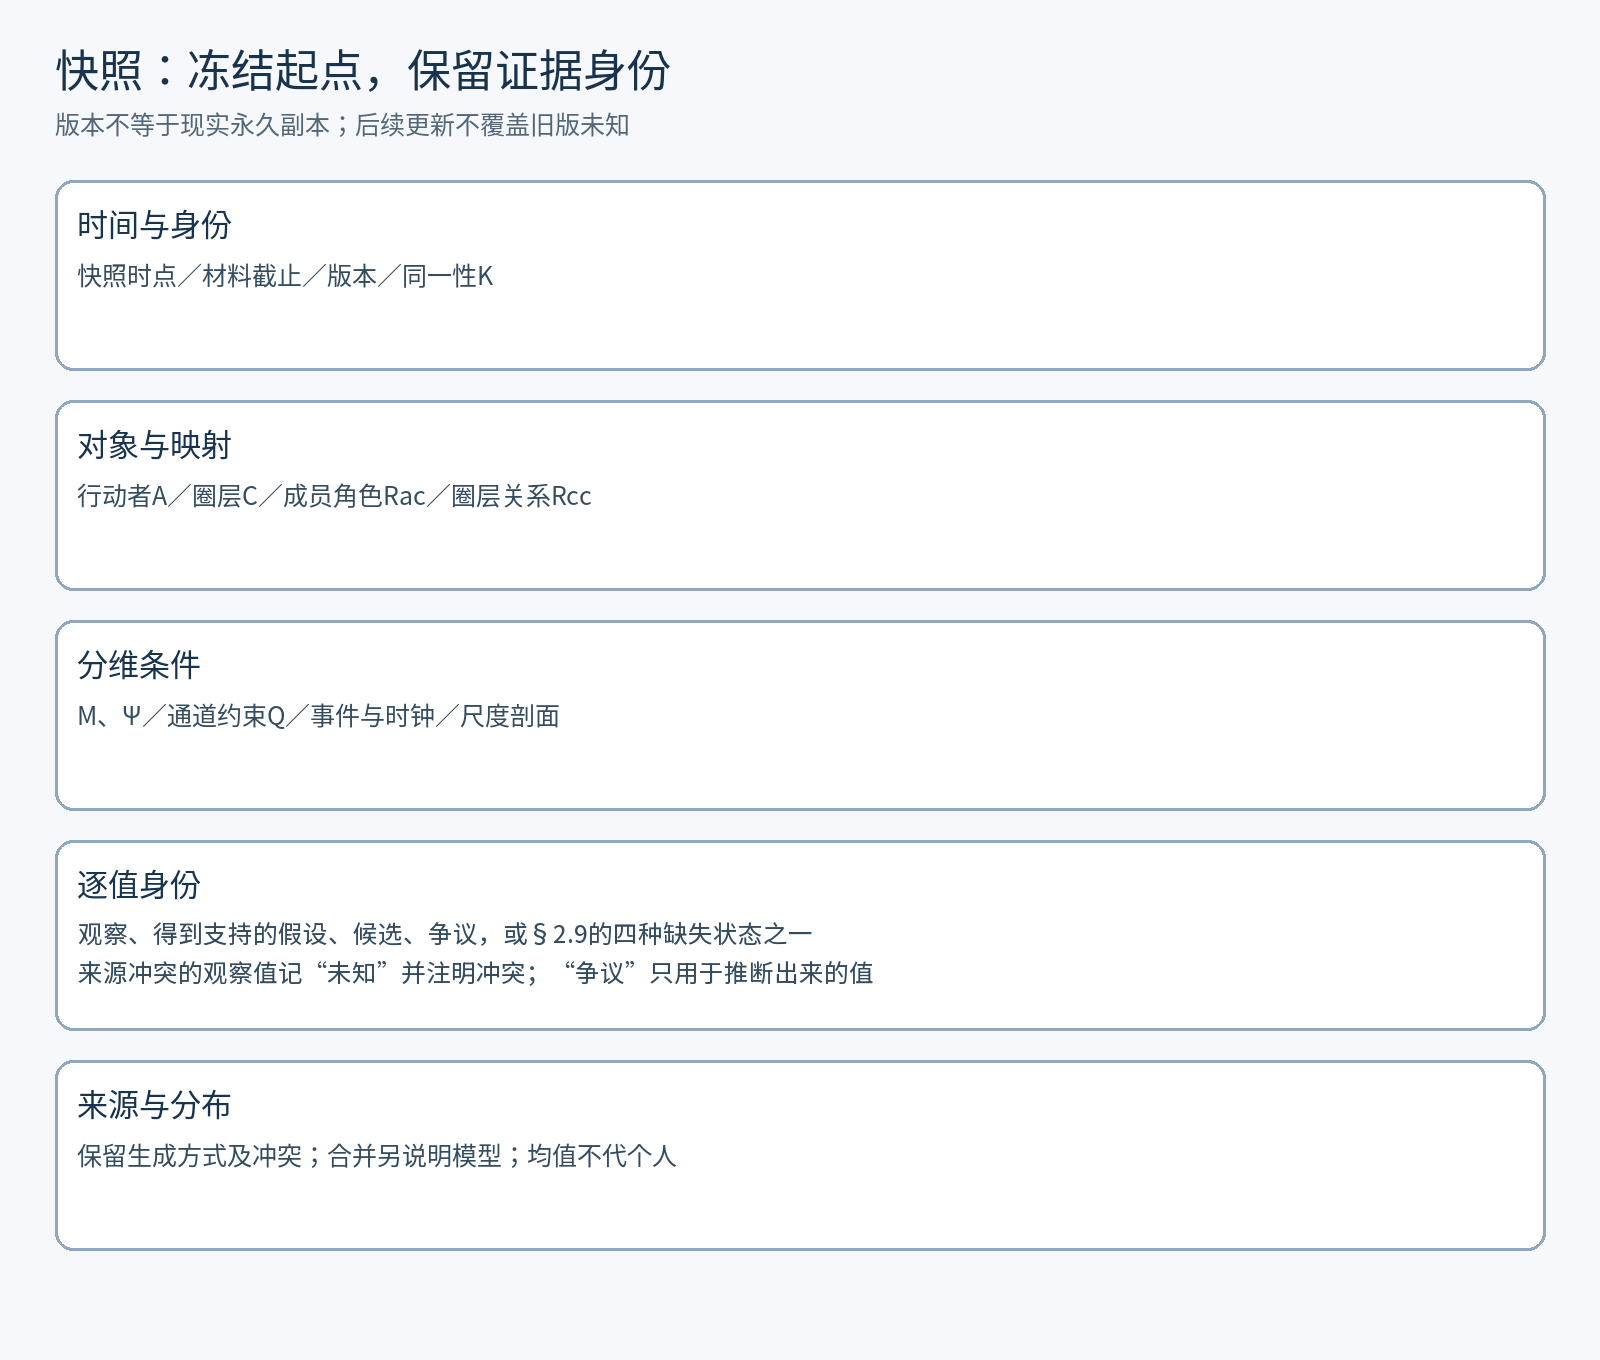 快照：冻结起点，保留证据身份
版本不等于现实永久副本；后续更新不覆盖旧版未知
时间与身份
快照时点／材料截止／版本／同一性K
对象与映射
行动者A／圈层C／成员角色Rac／圈层关系Rcc
分维条件
M、Ψ／通道约束Q／事件与时钟／尺度剖面
逐值身份
观察、得到支持的假设、候选、争议，或§2.9的四种缺失状态之一
来源冲突的观察值记“未知”并注明冲突；“争议”只用于推断出来的值
来源与分布
保留生成方式及冲突；合并另说明模型；均值不代个人